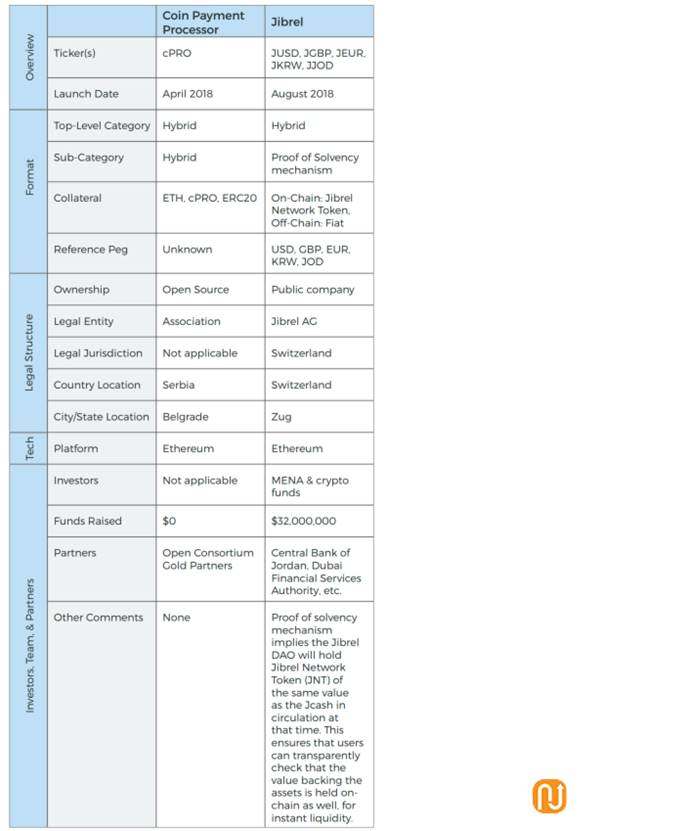 Coin Payment Processor Jibrel
Overview
Ticker(s) cPRO JUSD, JGBP, JEUR,
JKRW, JJOD
Launch Date April 2018 August 2018
Format
Top-Level Category Hybrid Hybrid
Sub-Category Hybrid Proof of Solvency
mechanism
Collateral ETH, cPRO, ERC20 On-Chain: Jibrel
Network Token,
Off-Chain: Fiat
Reference Peg Unknown USD, GBP, EUR,
KRW, JOD
Legal Structure
Ownership Open Source Public company
Legal Entity Association Jibrel AG
Legal Jurisdiction Not applicable Switzerland
Country Location Serbia Switzerland
City/State Location Belgrade Zug
Tech
Platform Ethereum Ethereum
Investors, Team, & Partners
Investors Not applicable MENA & crypto
funds
Funds Raised $0 $32,000,000
Partners Open Consortium Central Bank of
Gold Partners Jordan, Dubai
Financial Services
Authority, etc.
Other Comments None Proof of solvency
mechanism
implies the Jibrel
DAO will hold
Jibrel Network
Token (JNT) of
the same value
as the Jcash in
circulation at
that time. This
ensures that users
can transparently
check that the
value backing the
assets is held on-
chain as well, for
instant liquidity.